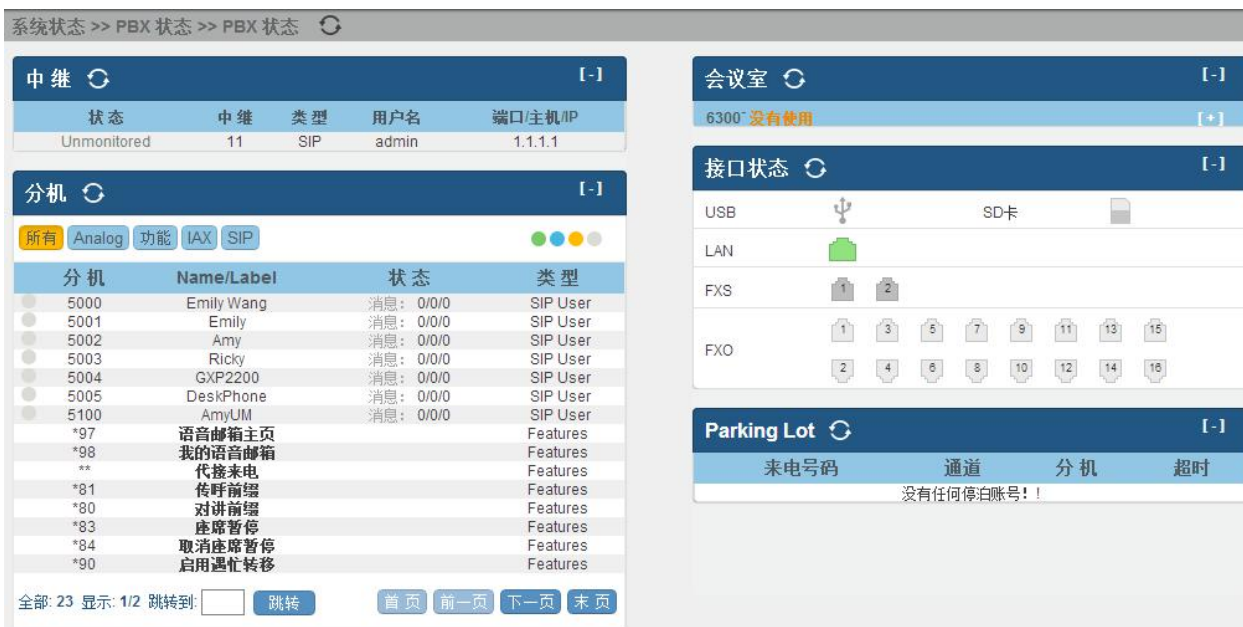 系统状态 >> PBX 状态 >> PBX 状态
中 继 [-]
状 态 中 继 类 型 用户名 端口/主机/IP
Unmonitored 11 SIP admin 1.1.1.1
分机 [-]
所有 Analog 功能 IAX SIP
分 机 Name/Label 状 态 类 型
5000 Emily Wang 消息： 0/0/0 SIP User
5001 Emily 消息： 0/0/0 SIP User
5002 Amy 消息： 0/0/0 SIP User
5003 Ricky 消息： 0/0/0 SIP User
5004 GXP2200 消息： 0/0/0 SIP User
5005 DeskPhone 消息： 0/0/0 SIP User
5100 AmyUM 消息： 0/0/0 SIP User
*97 语音邮箱主页 Features
*98 我的语音邮箱 Features
** 代接来电 Features
*81 传呼前缀 Features
*80 对讲前缀 Features
*83 座席暂停 Features
*84 取消座席暂停 Features
*90 启用遇忙转移 Features
全部: 23 显示: 1/2 跳转到: 跳转 首 页 前一页 下一页 末 页
会议室 [-]
6300- 没有使用 [+]
接口状态 [-]
USB SD卡
LAN
FXS 1 2
1 3 5 7 9 11 13 15
FXO
2 4 6 8 10 12 14 16
Parking Lot [-]
来电号码 通道 分 机 超时
没有任何停泊账号！！